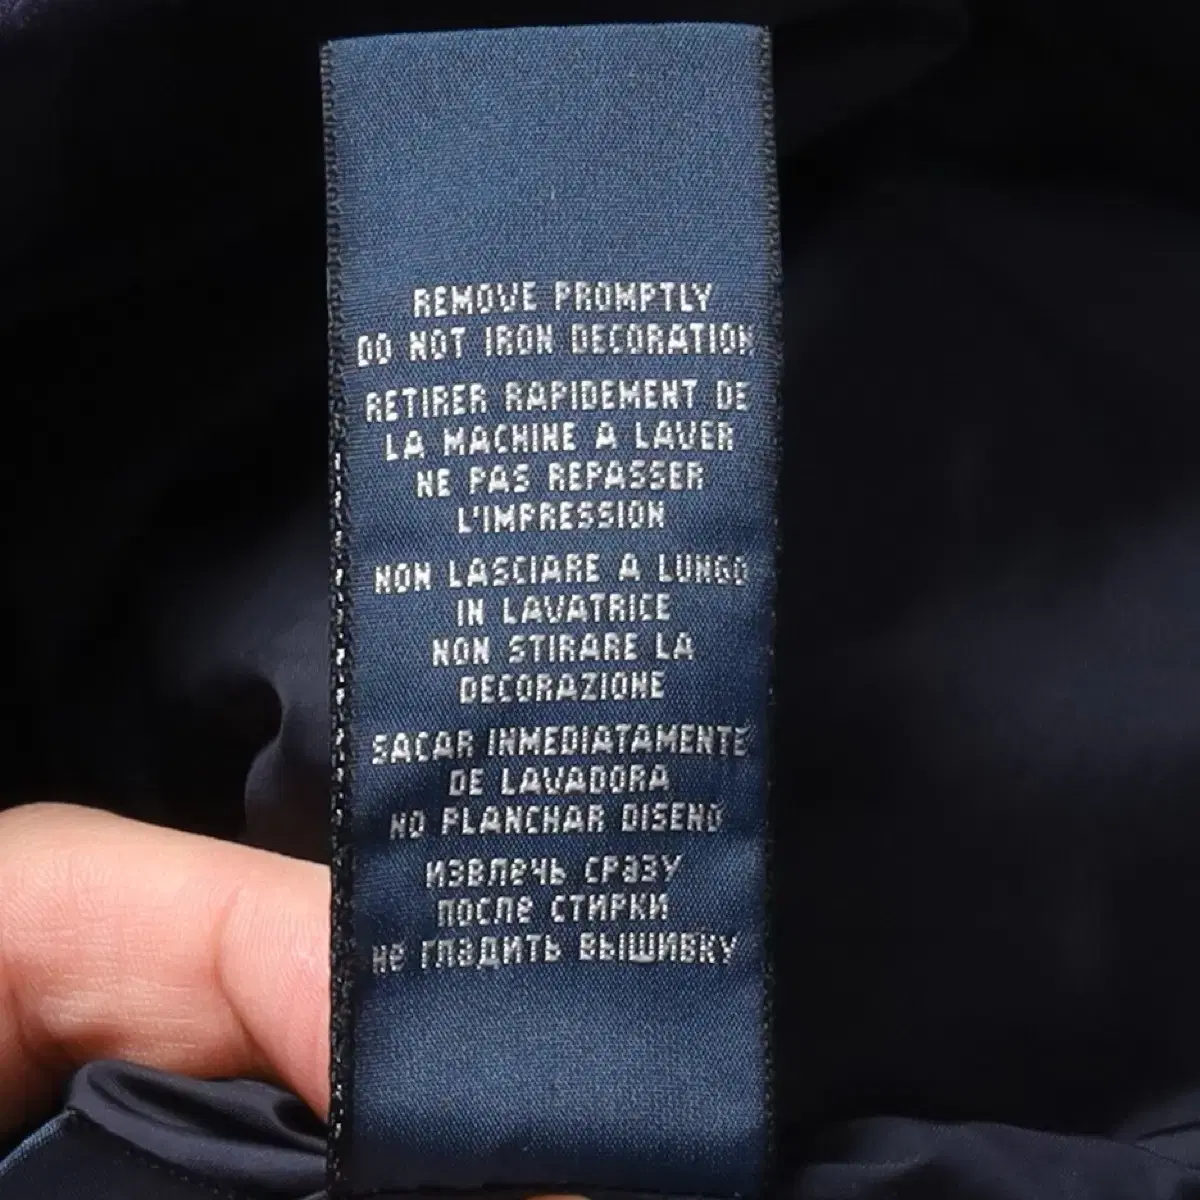 REMOVE PROMPTLY
DO NOT IRON DECORATION
RETIRER RAPIDEMENT DE
LA MACHINE A LAVER
NE PAS REPASSER
L'IMPRESSION
NON LASCIARE A LUNGO
IN LAVATRICE
NON STIRARE LA
DECORAZIONE
SACAR INMEDIATAMENTE
DE LAVADORA
NO PLANCHAR DISENO
ИЗВЛеЧЬ СРаЗУ
ПОСЛе СТИРКИ
Не ГЛаДИТЬ ВЫШИВКУ